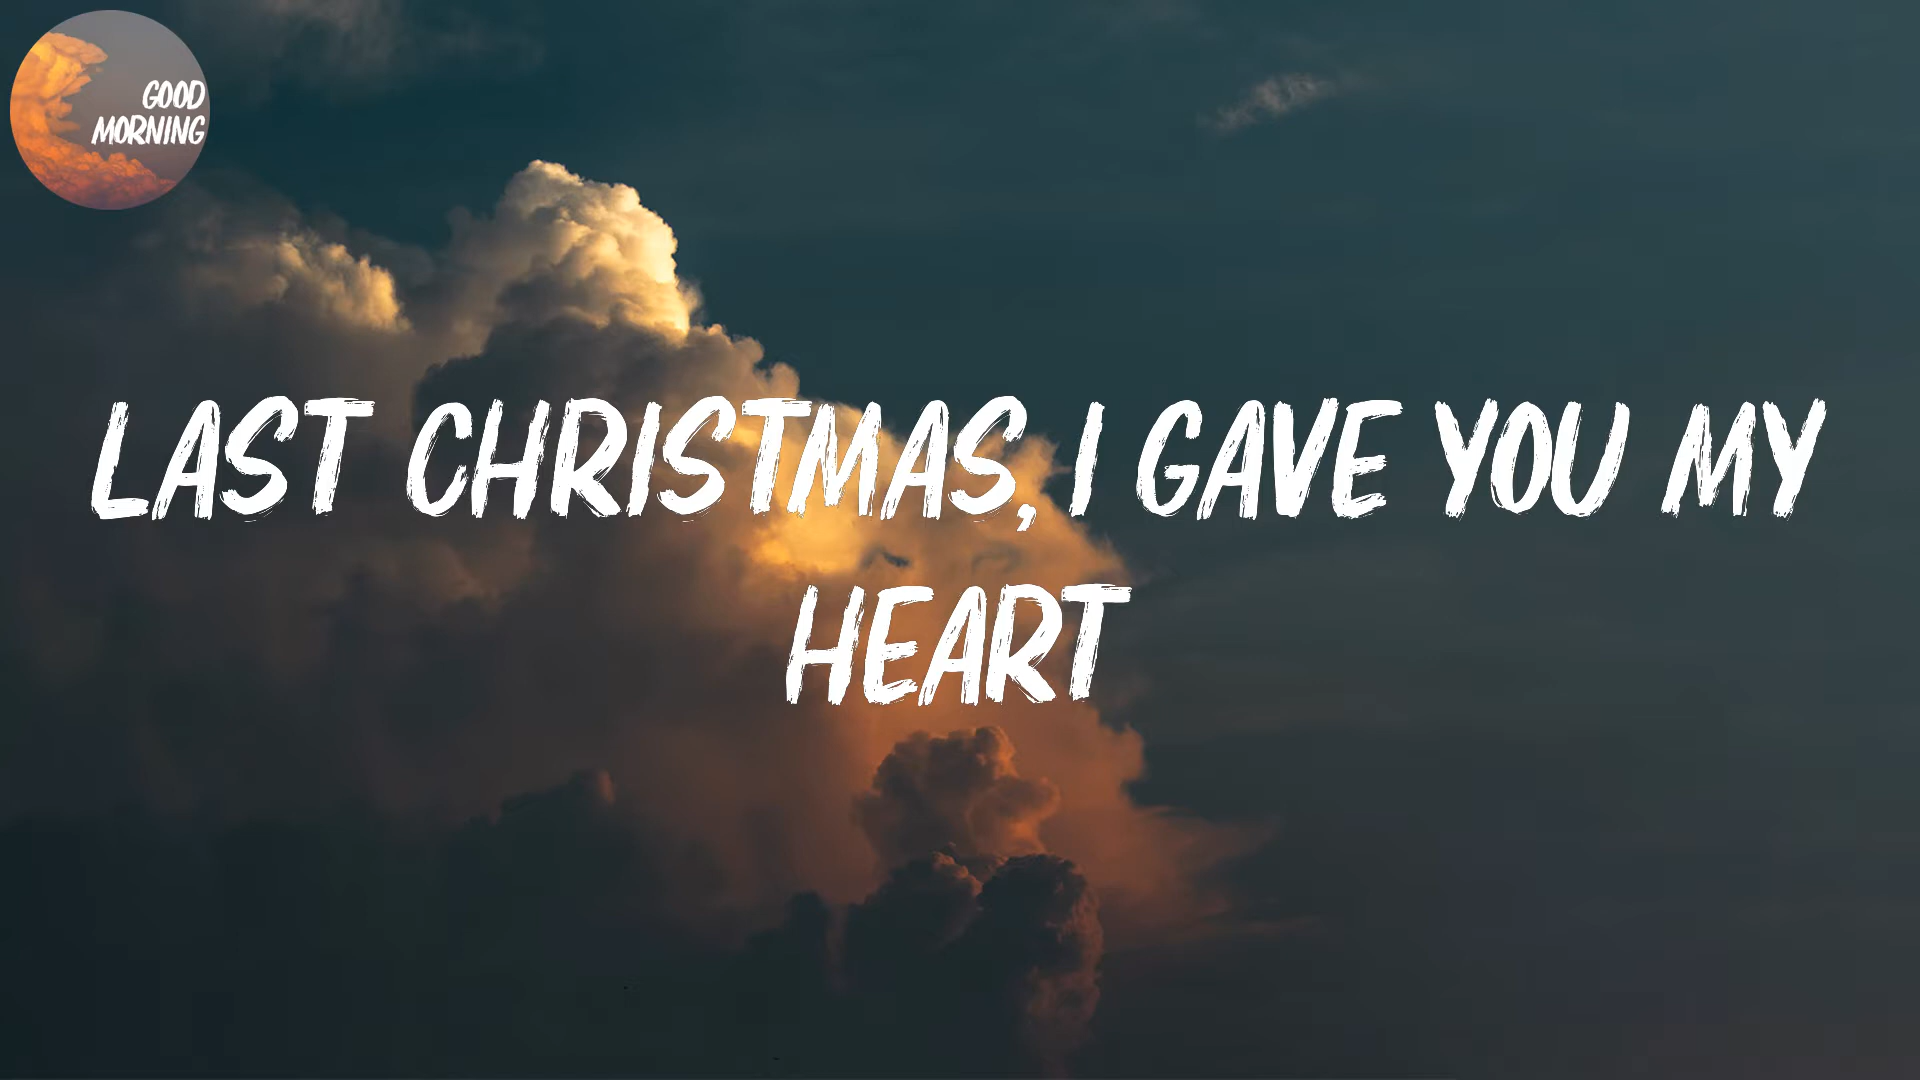 GOOD
MORNING
LAST CHRISTMAS, I GAVE YOU MY
HEART